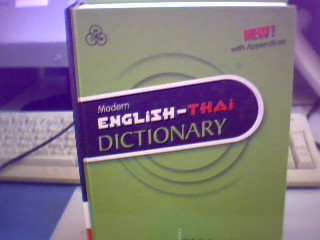 NEW!
with Appendices
Modern
ENGLISH-THAI
DICTIONARY